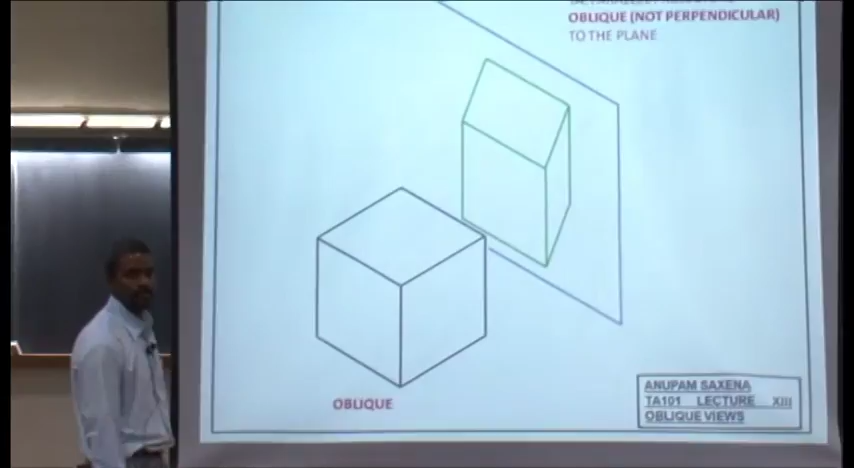 OBLIQUE (NOT PERPENDICULAR)
TO THE PLANE
OBLIQUE
ANUPAM SAXENA
TA101 LECTURE XIII
OBLIQUE VIEWS